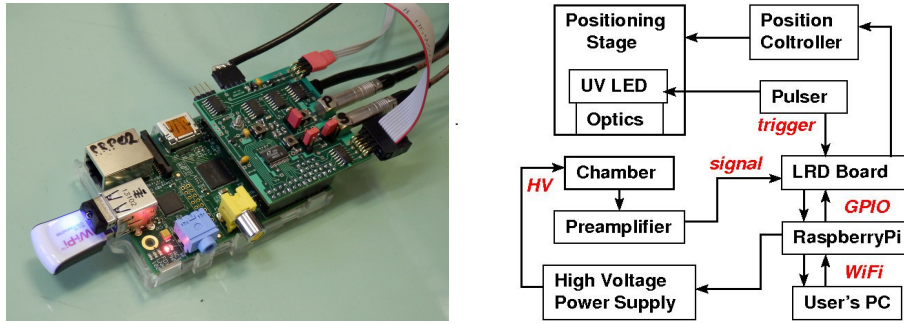 RRP02
Wi-Pi
Positioning
Stage
UV LED
Optics
Position
Coltroller
Pulser
trigger
LRD Board
GPIO
RaspberryPi
WiFi
User's PC
Chamber
HV
signal
Preamplifier
High Voltage
Power Supply